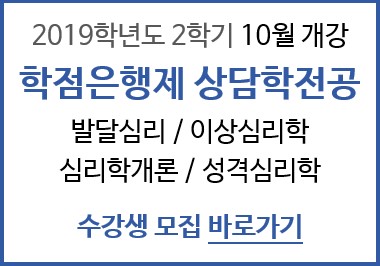 2019학년도 2학기 10월 개강
학점은행제 상담학전공
발달심리 / 이상심리학
심리학개론 / 성격심리학
수강생 모집 바로가기